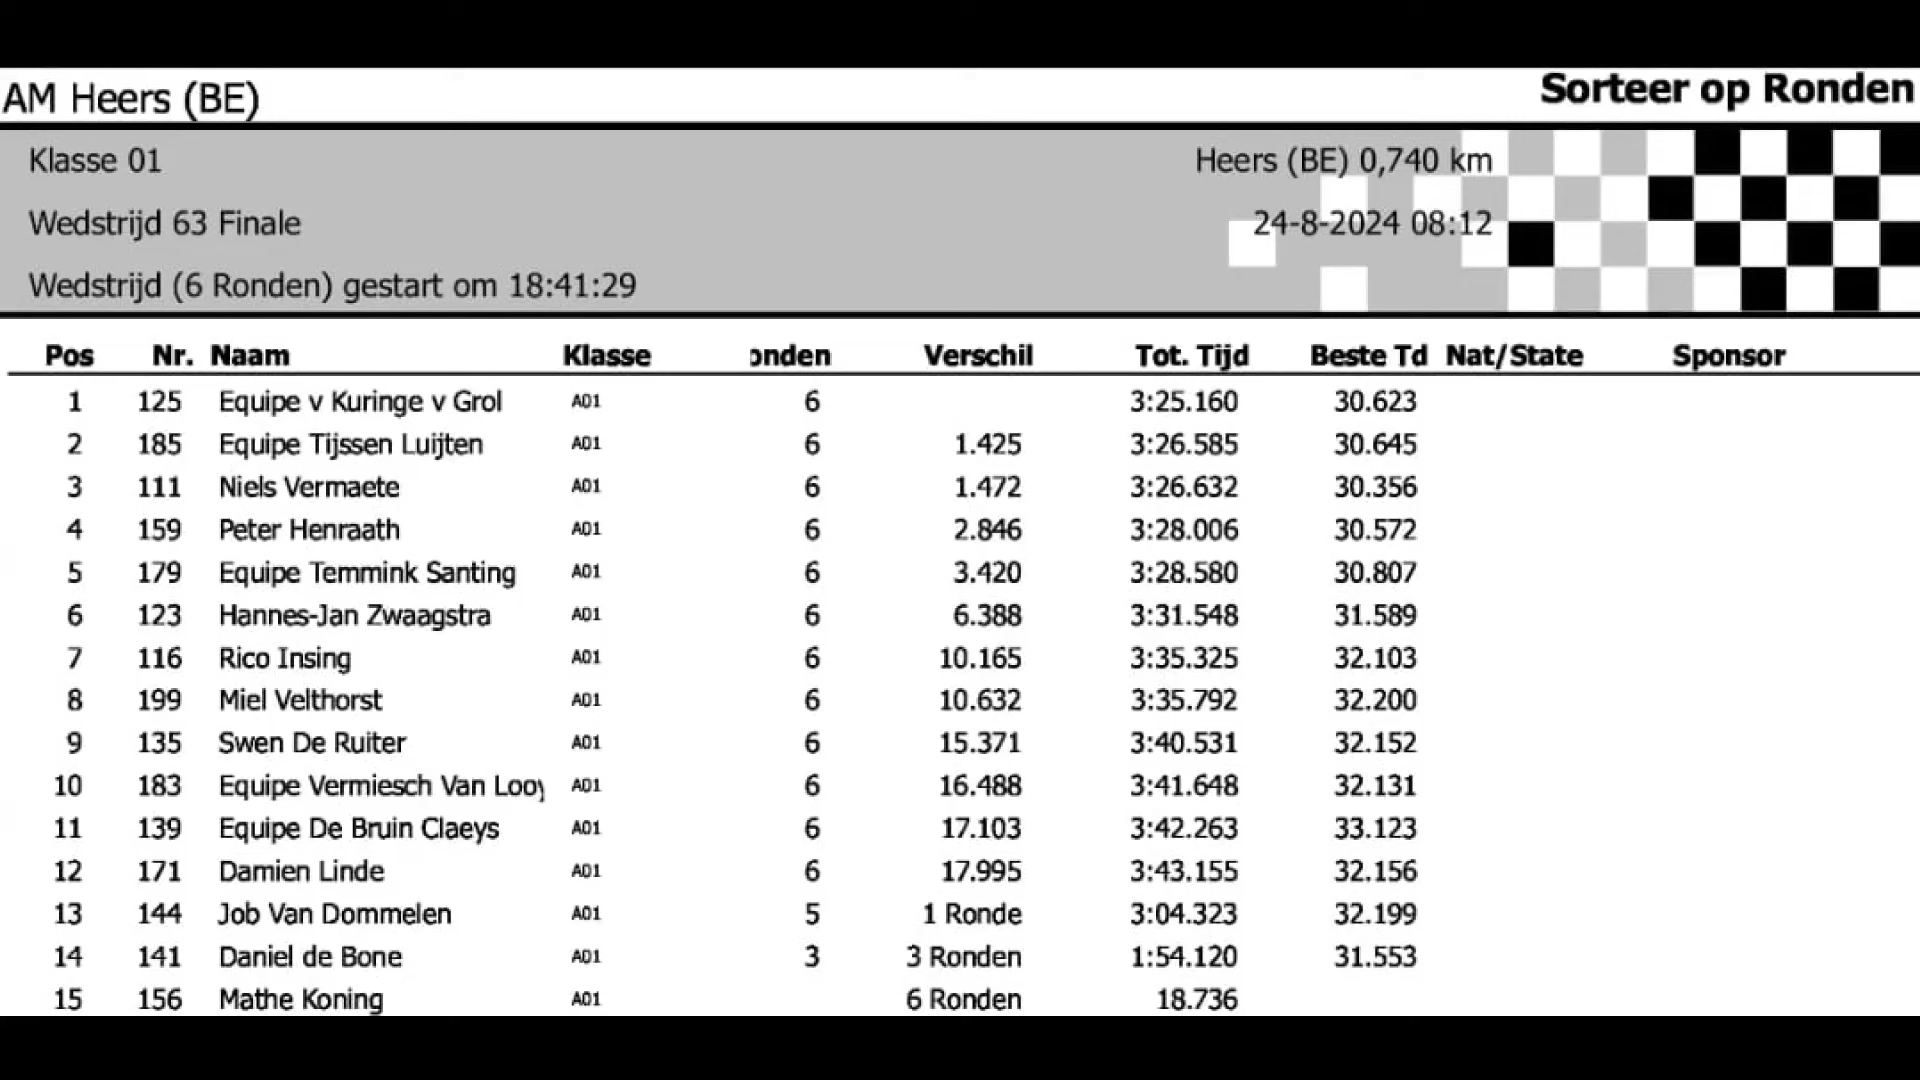 AM Heers (BE) Sorteer op Ronden
Klasse 01 Heers (BE) 0,740 km
Wedstrijd 63 Finale 24-8-2024 08:12
Wedstrijd (6 Ronden) gestart om 18:41:29
Pos Nr. Naam Klasse onden Verschil Tot. Tijd Beste Td Nat/State Sponsor
1 125 Equipe v Kuringe v Grol A01 6 3:25.160 30.623
2 185 Equipe Tijssen Luijten A01 6 1.425 3:26.585 30.645
3 111 Niels Vermaete A01 6 1.472 3:26.632 30.356
4 159 Peter Henraath A01 6 2.846 3:28.006 30.572
5 179 Equipe Temmink Santing A01 6 3.420 3:28.580 30.807
6 123 Hannes-Jan Zwaagstra A01 6 6.388 3:31.548 31.589
7 116 Rico Insing A01 6 10.165 3:35.325 32.103
8 199 Miel Velthorst A01 6 10.632 3:35.792 32.200
9 135 Swen De Ruiter A01 6 15.371 3:40.531 32.152
10 183 Equipe Vermiesch Van Looy A01 6 16.488 3:41.648 32.131
11 139 Equipe De Bruin Claeys A01 6 17.103 3:42.263 33.123
12 171 Damien Linde A01 6 17.995 3:43.155 32.156
13 144 Job Van Dommelen A01 5 1 Ronde 3:04.323 32.199
14 141 Daniel de Bone A01 3 3 Ronden 1:54.120 31.553
15 156 Mathe Koning A01 6 Ronden 18.736